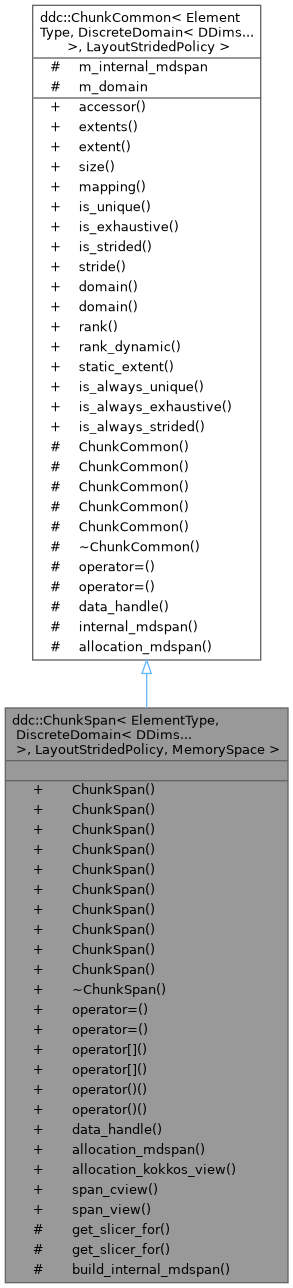 ddc::ChunkCommon< Element
Type, DiscreteDomain< DDims...
>, LayoutStridedPolicy >
# m_internal_mdspan
# m_domain
+ accessor()
+ extents()
+ extent()
+ size()
+ mapping()
+ is_unique()
+ is_exhaustive()
+ is_strided()
+ stride()
+ domain()
+ domain()
+ rank()
+ rank_dynamic()
+ static_extent()
+ is_always_unique()
+ is_always_exhaustive()
+ is_always_strided()
# ChunkCommon()
# ChunkCommon()
# ChunkCommon()
# ChunkCommon()
# ChunkCommon()
# ~ChunkCommon()
# operator=()
# operator=()
# data_handle()
# internal_mdspan()
# allocation_mdspan()
ddc::ChunkSpan< ElementType,
DiscreteDomain< DDims...
>, LayoutStridedPolicy, MemorySpace >
+ ChunkSpan()
+ ChunkSpan()
+ ChunkSpan()
+ ChunkSpan()
+ ChunkSpan()
+ ChunkSpan()
+ ChunkSpan()
+ ChunkSpan()
+ ChunkSpan()
+ ChunkSpan()
+ ~ChunkSpan()
+ operator=()
+ operator=()
+ operator[]()
+ operator[]()
+ operator()()
+ operator()()
+ data_handle()
+ allocation_mdspan()
+ allocation_kokkos_view()
+ span_cview()
+ span_view()
# get_slicer_for()
# get_slicer_for()
# build_internal_mdspan()